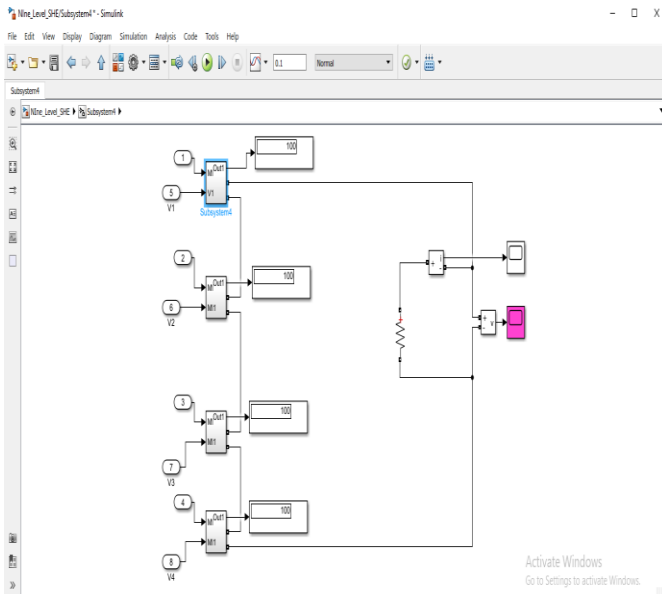 NIne_Level_SHE/Subsystem4 * - Simulink
File Edit View Display Diagram Simulation Analysis Code Tools Help
0.1 Normal
Subsystem4
NIne_Level_SHE Subsystem4
1
MI Out1
100
5
V1
V1
Subsystem4
2
MI Out1
100
6
MI1
V2
3
MI Out1
100
7
MI1
V3
4
MI Out1
100
8
MI1
V4
+ i
-
+
- v
+
Activate Windows
Go to Settings to activate Windows.